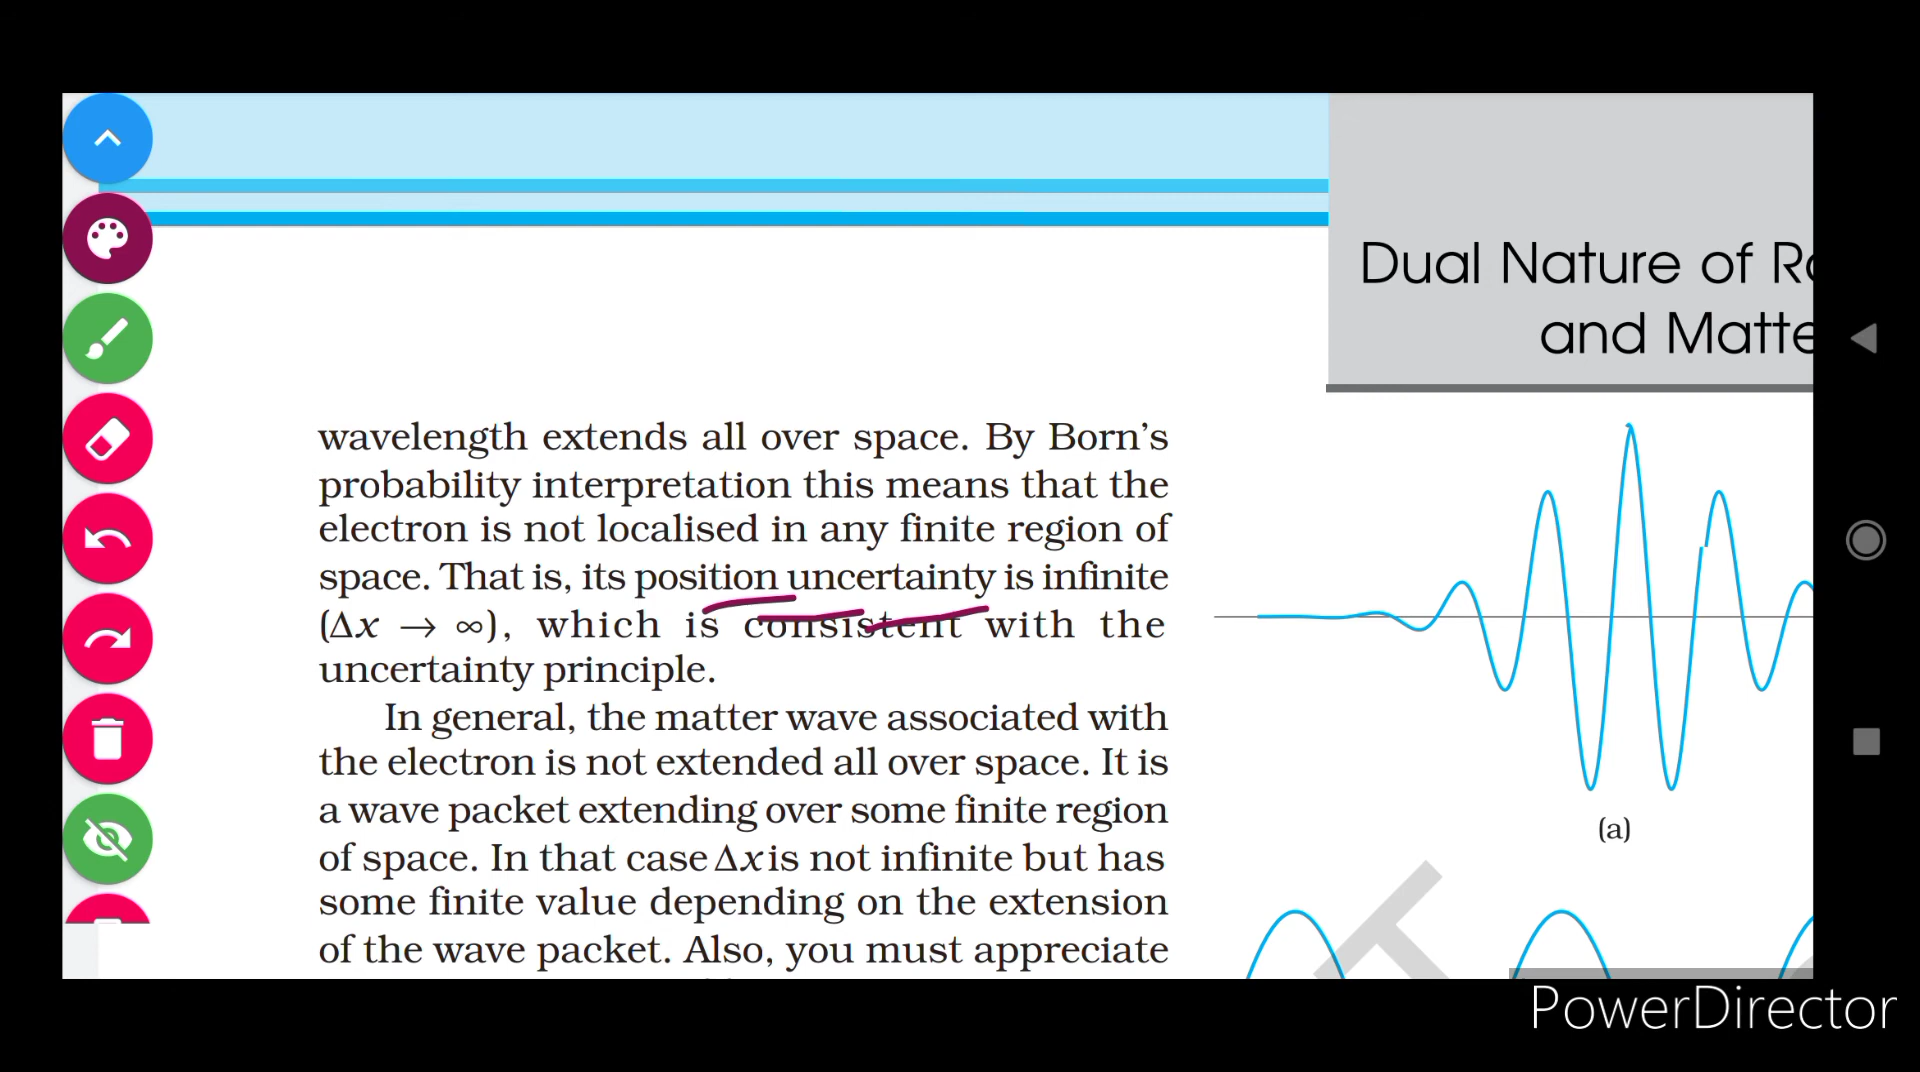 Dual Nature of Ra
and Matte
wavelength extends all over space. By Born’s
probability interpretation this means that the
electron is not localised in any finite region of
space. That is, its position uncertainty is infinite
(Δx → ∞), which is consistent with the
uncertainty principle.
In general, the matter wave associated with
the electron is not extended all over space. It is
a wave packet extending over some finite region
of space. In that case Δx is not infinite but has
some finite value depending on the extension
of the wave packet. Also, you must appreciate
(a)
PowerDirector